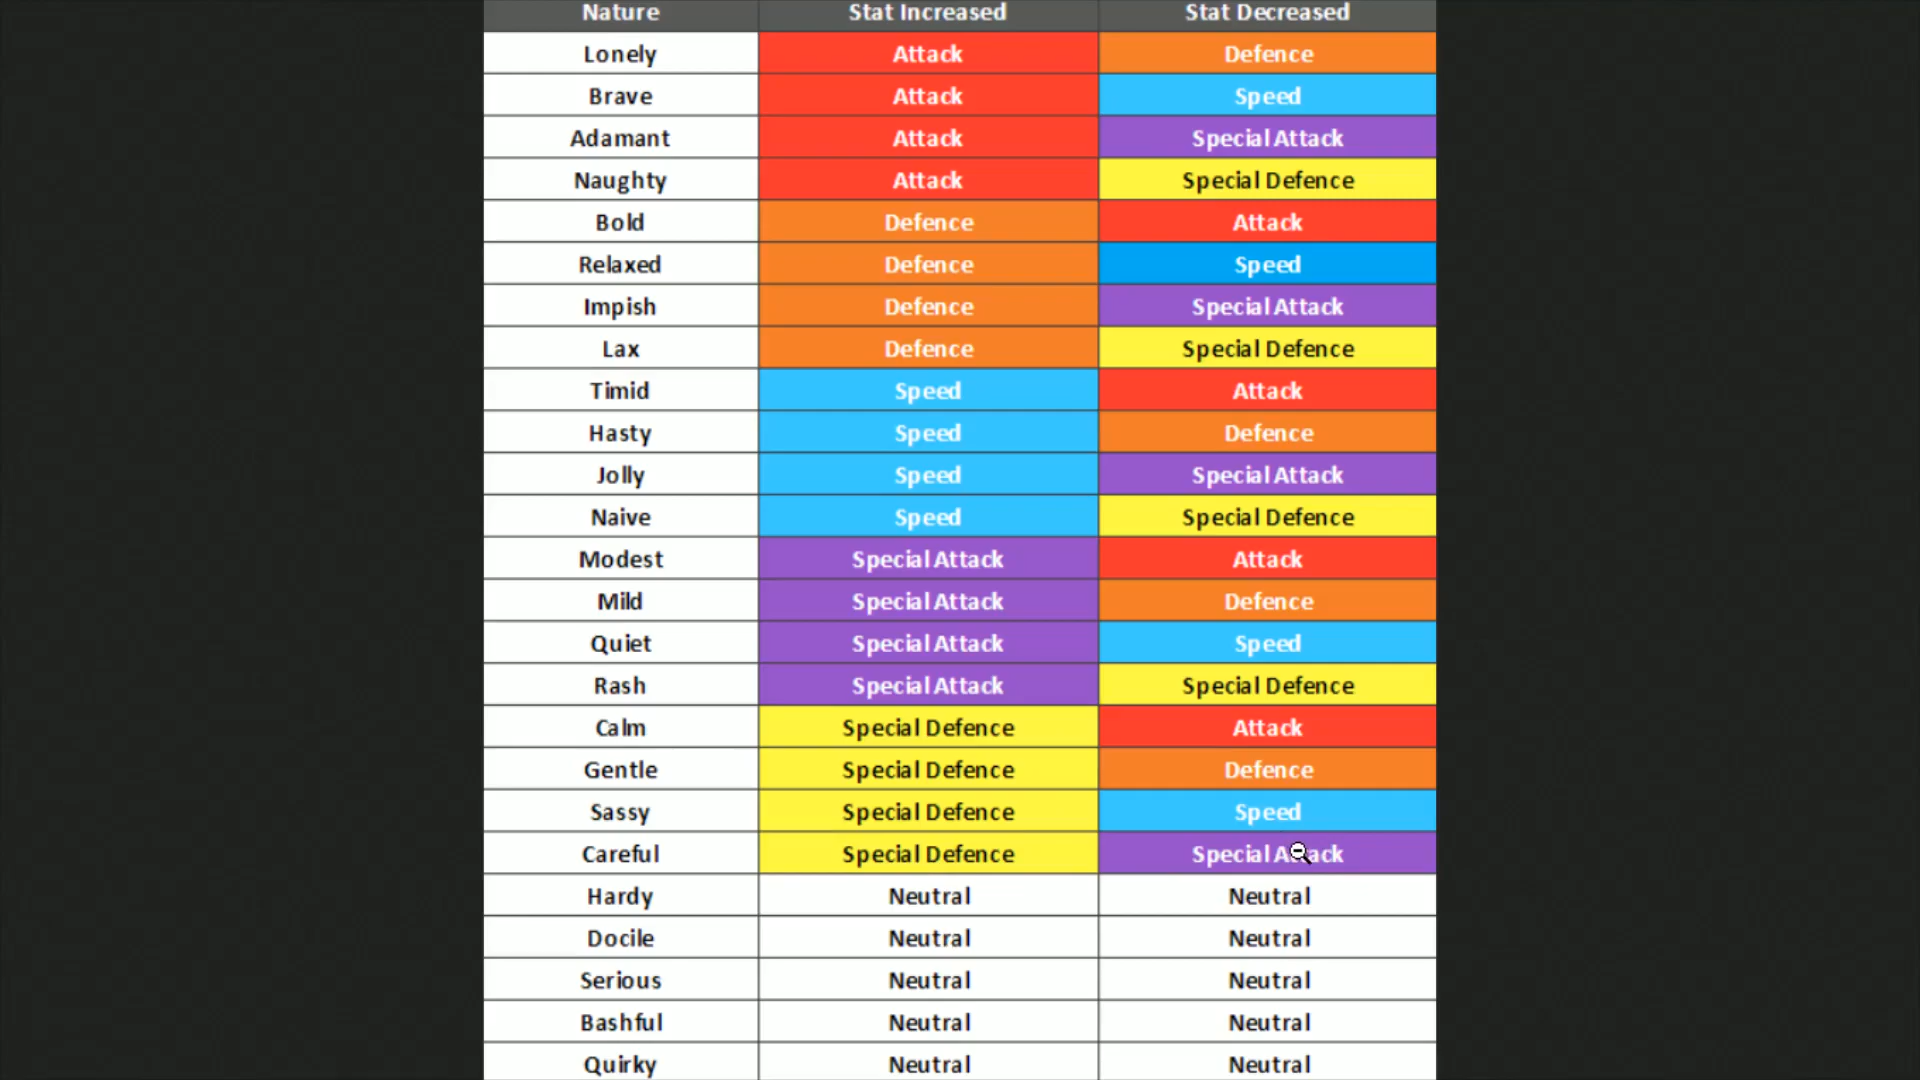 Nature Stat Increased Stat Decreased
Lonely Attack Defence
Brave Attack Speed
Adamant Attack Special Attack
Naughty Attack Special Defence
Bold Defence Attack
Relaxed Defence Speed
Impish Defence Special Attack
Lax Defence Special Defence
Timid Speed Attack
Hasty Speed Defence
Jolly Speed Special Attack
Naive Speed Special Defence
Modest Special Attack Attack
Mild Special Attack Defence
Quiet Special Attack Speed
Rash Special Attack Special Defence
Calm Special Defence Attack
Gentle Special Defence Defence
Sassy Special Defence Speed
Careful Special Defence Special Attack
Hardy Neutral Neutral
Docile Neutral Neutral
Serious Neutral Neutral
Bashful Neutral Neutral
Quirky Neutral Neutral